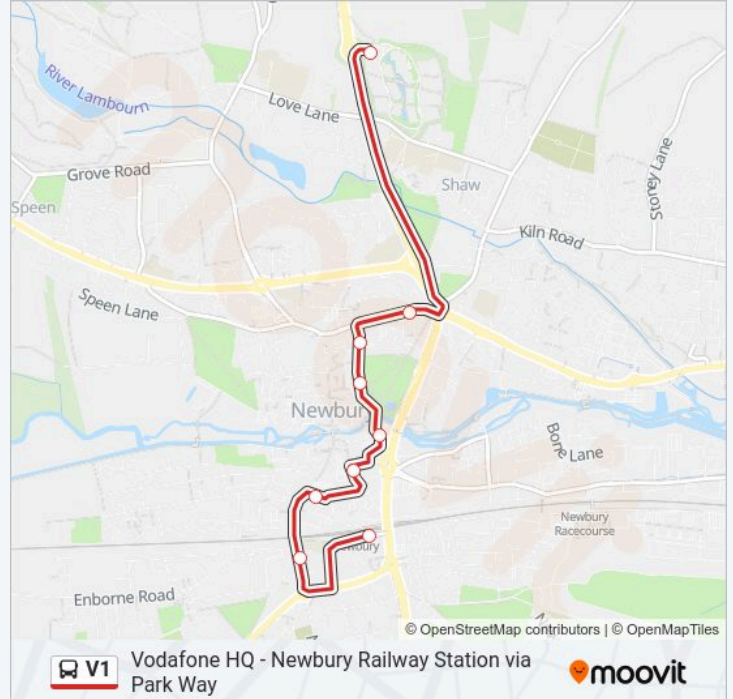 River Lambourn
Love Lane
Grove Road
Shaw
Speen
Stoney Lane
Kiln Road
Speen Lane
Newbury
Bone Lane
Newbury
Racecourse
Enborne Road
© OpenStreetMap contributors | © OpenMapTiles
V1
Vodafone HQ - Newbury Railway Station via
Park Way
moovit